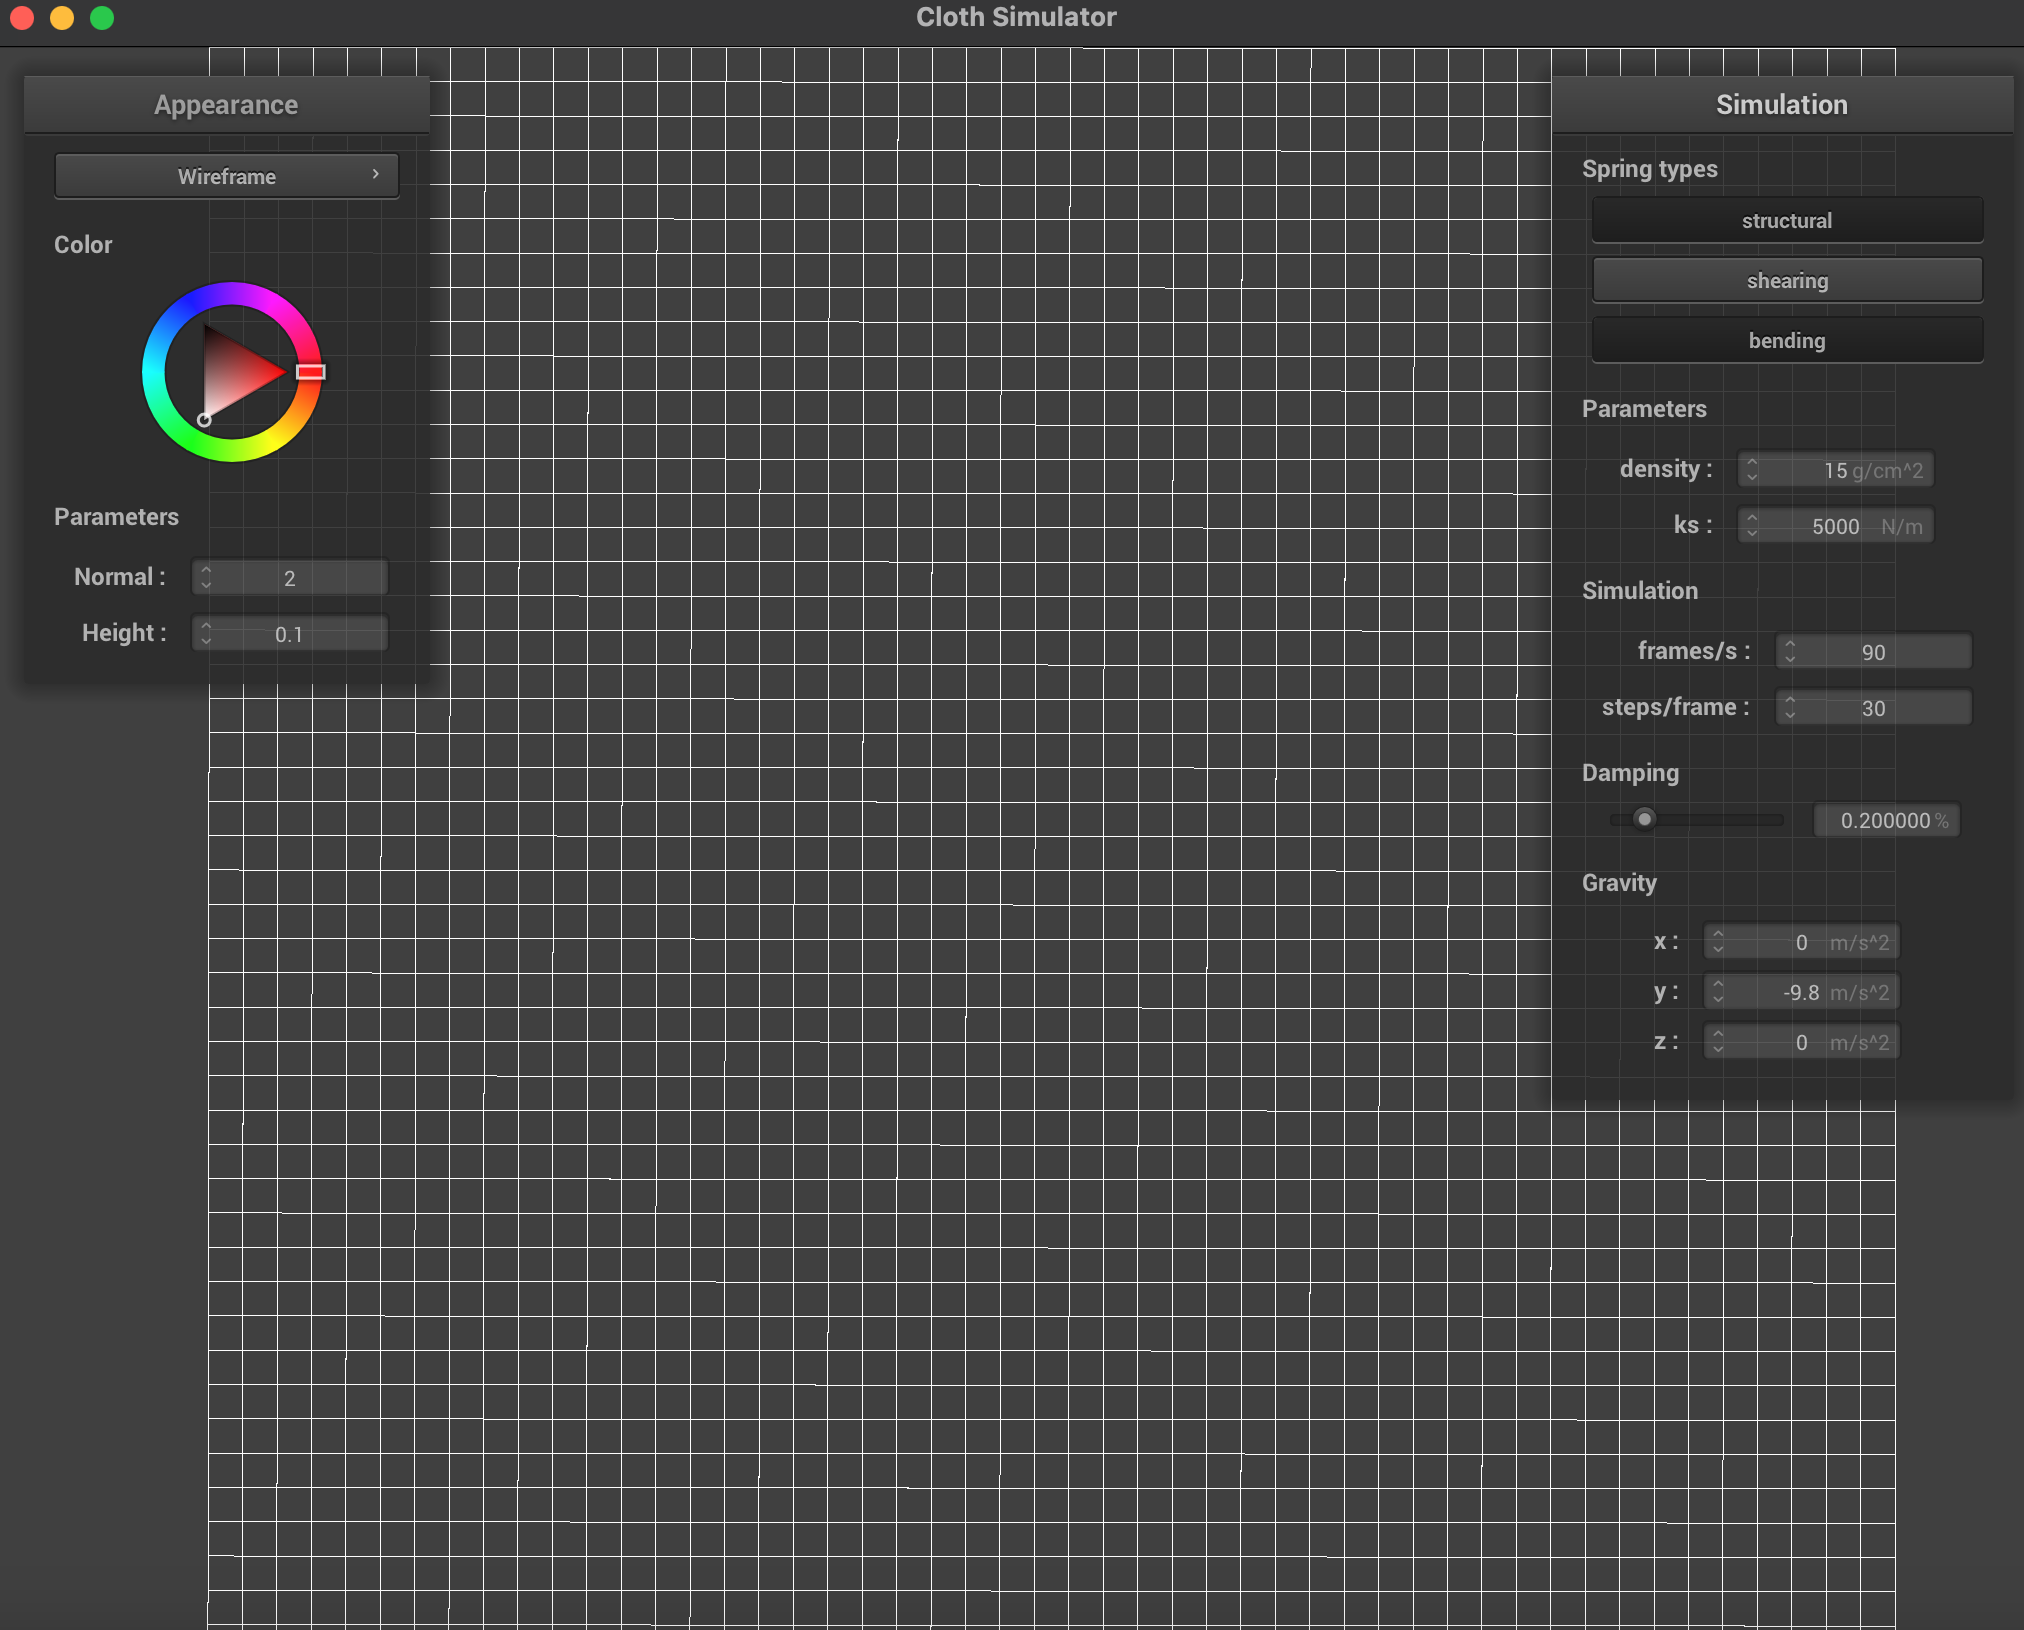 Cloth Simulator
Appearance
Wireframe
Color
Parameters
Normal : 2
Height : 0.1
Simulation
Spring types
structural
shearing
bending
Parameters
density : 15 g/cm^2
ks : 5000 N/m
Simulation
frames/s : 90
steps/frame : 30
Damping
0.200000 %
Gravity
x : 0 m/s^2
y : -9.8 m/s^2
z : 0 m/s^2